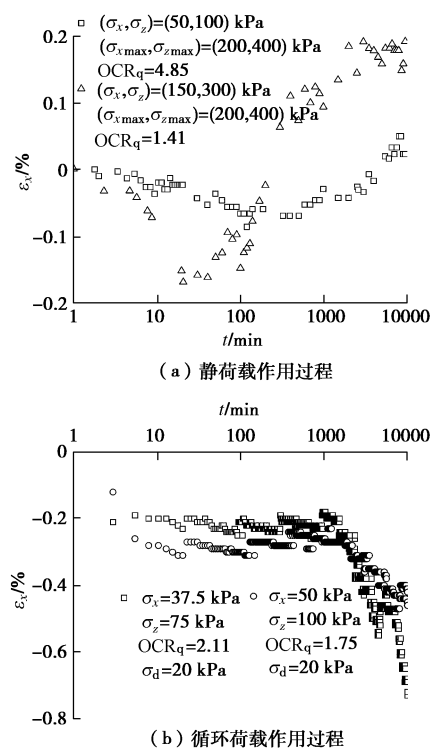 □ (σx,σz)=(50,100) kPa
(σxmax,σzmax)=(200,400) kPa
OCRq=4.85
△ (σx,σz)=(150,300) kPa
(σxmax,σzmax)=(200,400) kPa
OCRq=1.41
0.2
0.1
0
−0.1
−0.2
εx/%
1 10 100 1000 10000
t/min
(a)静荷载作用过程
t/min
1 10 100 1000 10000
0
−0.2
−0.4
−0.6
−0.8
εx/%
□ σx=37.5 kPa ○ σx=50 kPa
σz=75 kPa σz=100 kPa
OCRq=2.11 OCRq=1.75
σd=20 kPa σd=20 kPa
(b)循环荷载作用过程